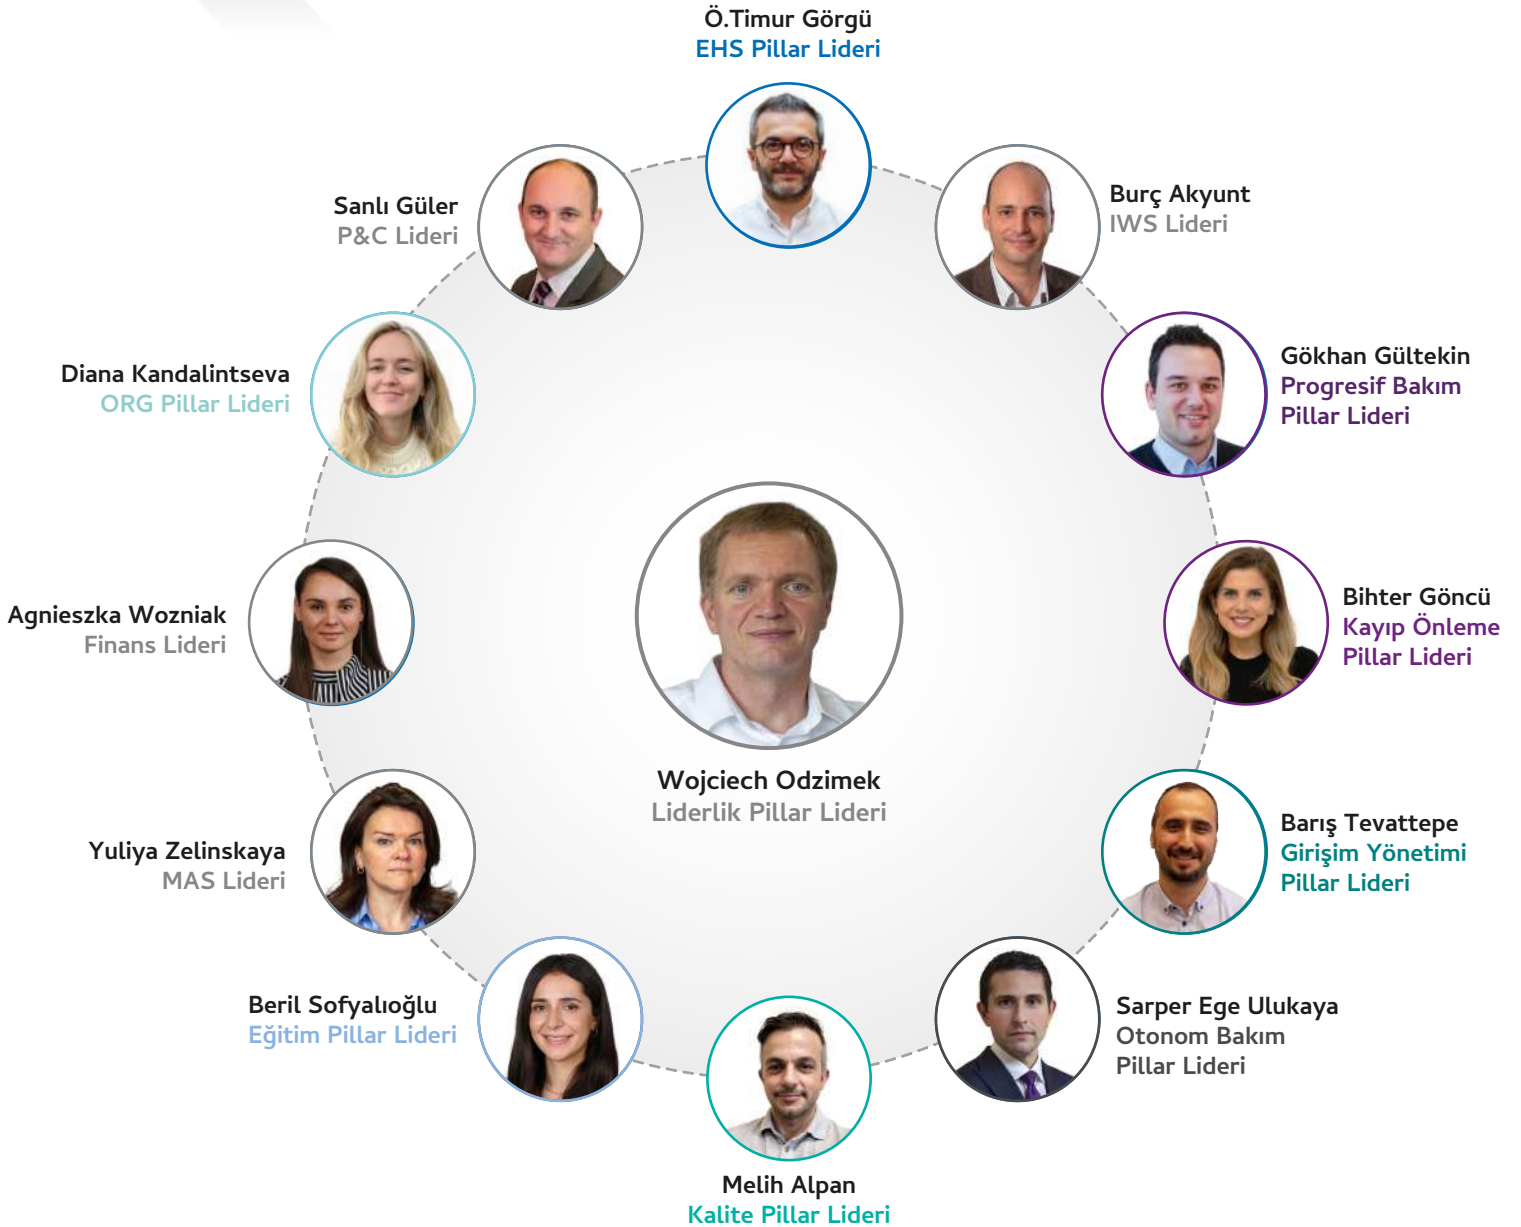 Ö.Timur Görgü
EHS Pillar Lideri
Burç Akyunt
IWS Lideri
Gökhan Gültekin
Progresif Bakım
Pillar Lideri
Bihter Göncü
Kayıp Önleme
Pillar Lideri
Barış Tevattepe
Girişim Yönetimi
Pillar Lideri
Sarper Ege Ulukaya
Otonom Bakım
Pillar Lideri
Melih Alpan
Kalite Pillar Lideri
Beril Sofyalıoğlu
Eğitim Pillar Lideri
Yuliya Zelinskaya
MAS Lideri
Agnieszka Wozniak
Finans Lideri
Diana Kandalintseva
ORG Pillar Lideri
Sanlı Güler
P&C Lideri
Wojciech Odzimek
Liderlik Pillar Lideri